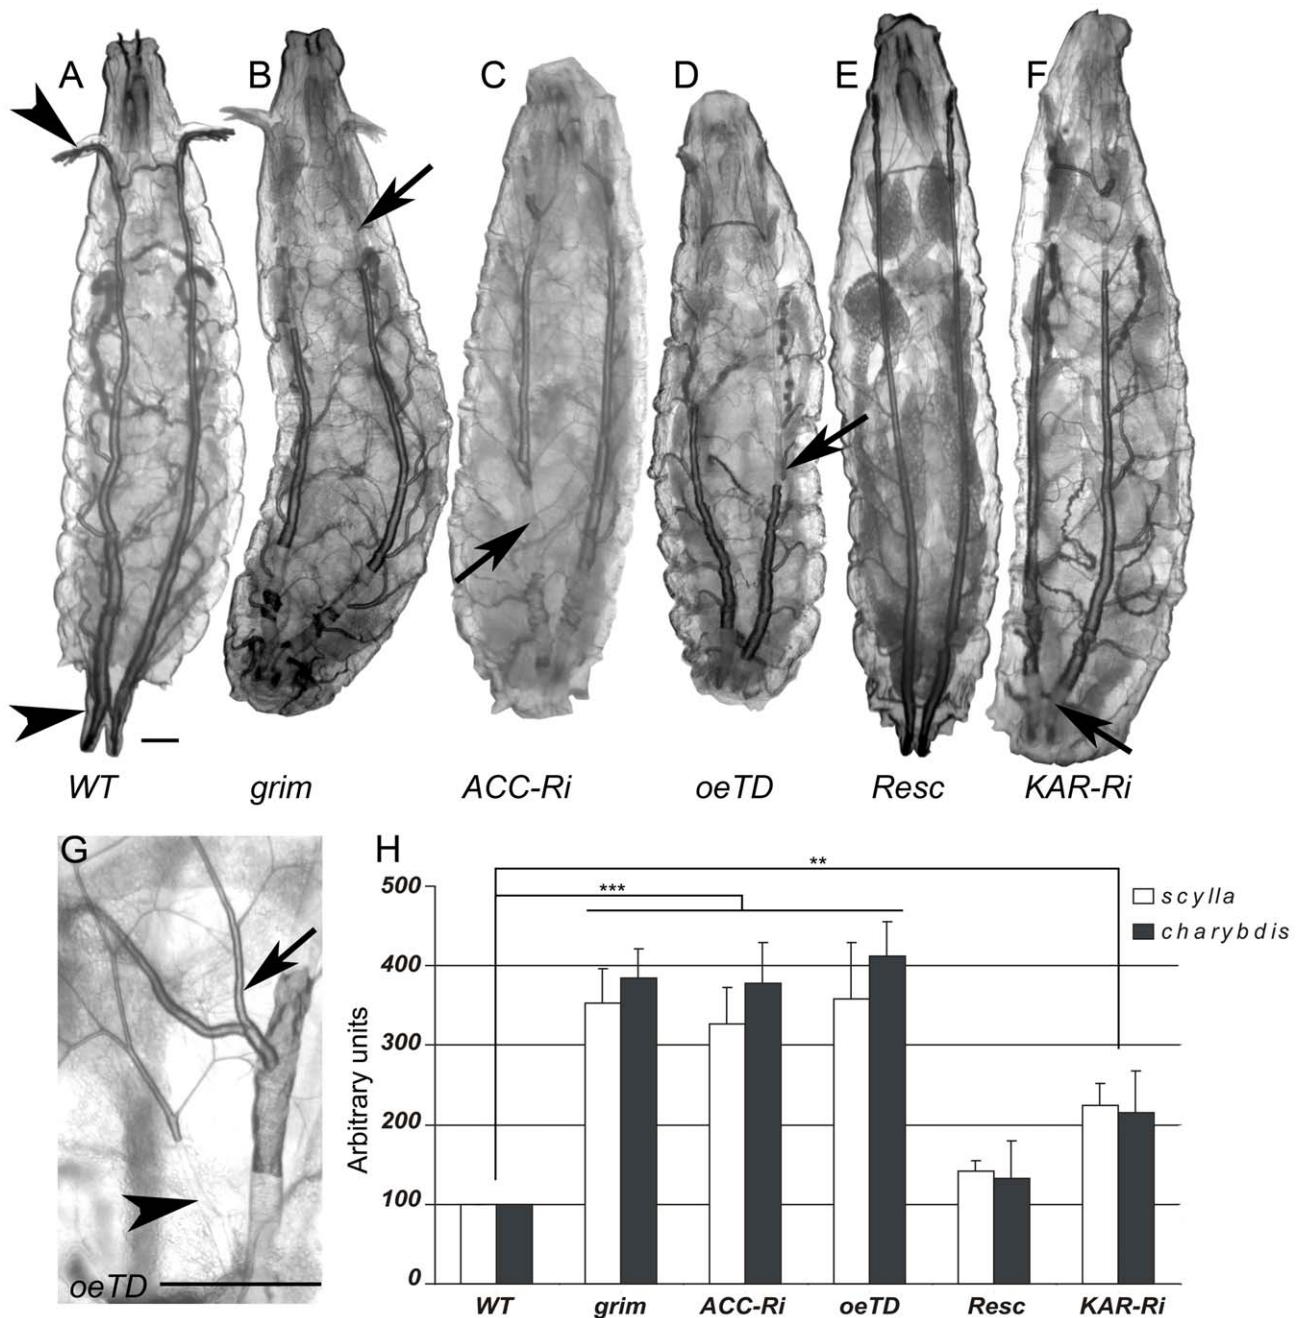 A B C D E F
WT grim ACC-Ri oeTD Resc KAR-Ri
G
oeTD
H
**
***
scylla
charybdis
Arbitrary units
500
400
300
200
100
0
WT grim ACC-Ri oeTD Resc KAR-Ri